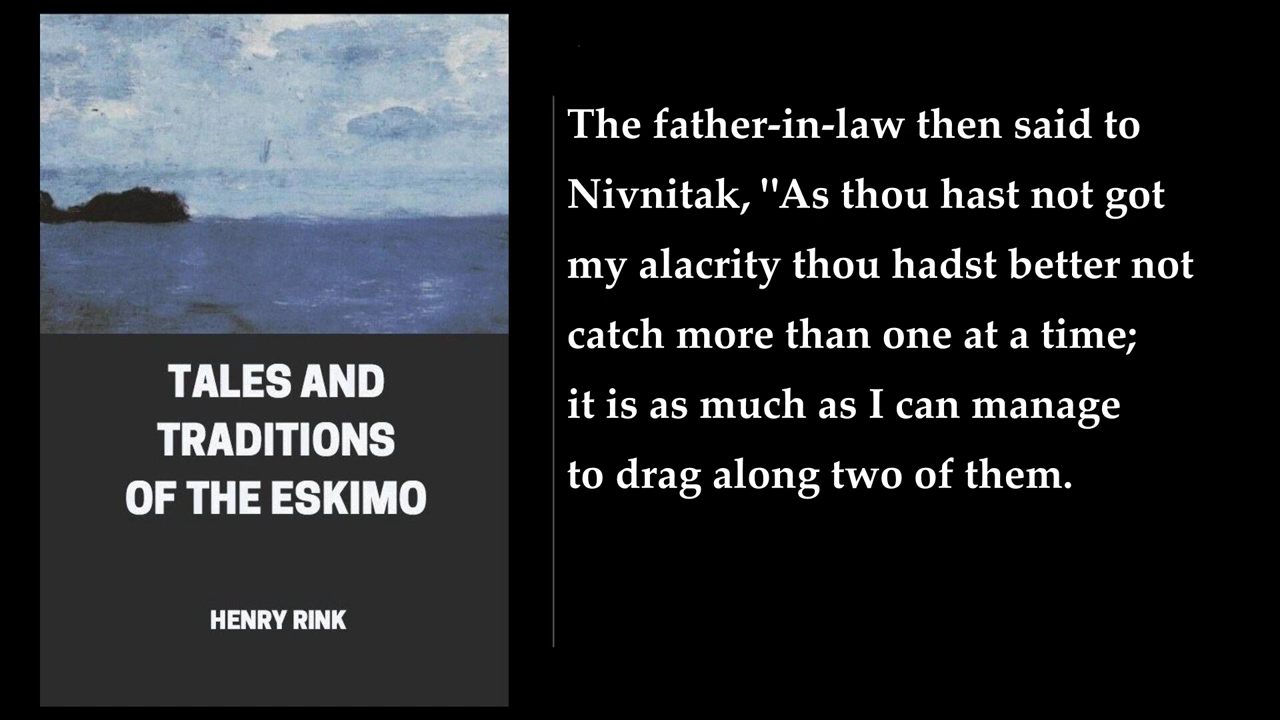 TALES AND
TRADITIONS
OF THE ESKIMO
HENRY RINK
The father-in-law then said to
Nivnitak, "As thou hast not got
my alacrity thou hadst better not
catch more than one at a time;
it is as much as I can manage
to drag along two of them.